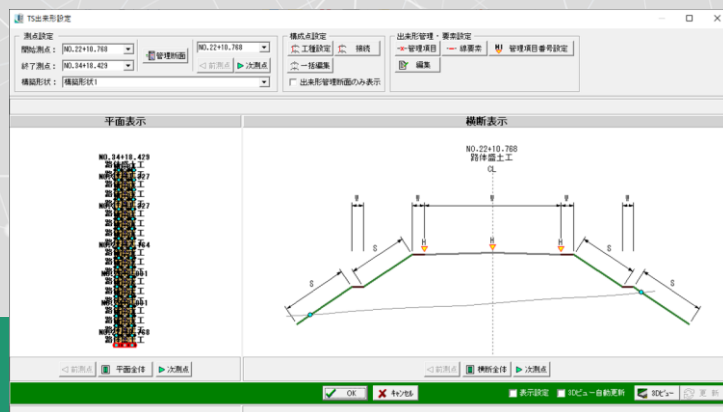 TS出来形設定
測点設定
開始測点： NO.22+10.768
終了測点： NO.34+18.429
構築形状： 構築形状1
管理断面
NO.22+10.768
前測点 次測点
構成点設定
工種設定 接続
一括編集
出来形管理断面のみ表示
出来形管理・要素設定
管理項目 線要素 管理項目番号設定
編集
平面表示
横断表示
NO.34+18.429
路体盛土工
NO.22+10.768
路体盛土工
CL
W W W W W
H H H
S S S S
前測点 平面全体 次測点
前測点 横断全体 次測点
OK キャンセル 表示設定 3Dビュー自動更新 3Dビュー 更新